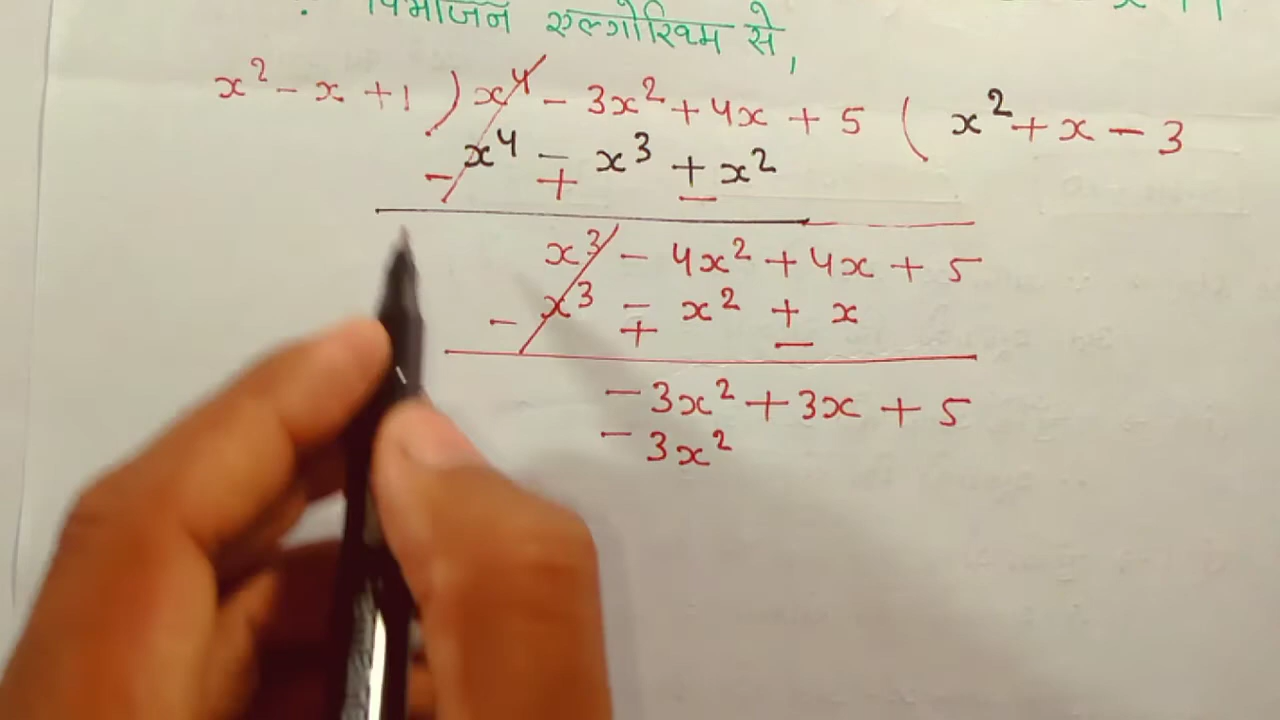 विभाजन एल्गोरिथ्म से,
x² - x + 1 ) x⁴ - 3x² + 4x + 5 ( x² + x - 3
x⁴ - x³ + x²
- + -
x³ - 4x² + 4x + 5
x³ - x² + x
- + -
-3x² + 3x + 5
-3x²